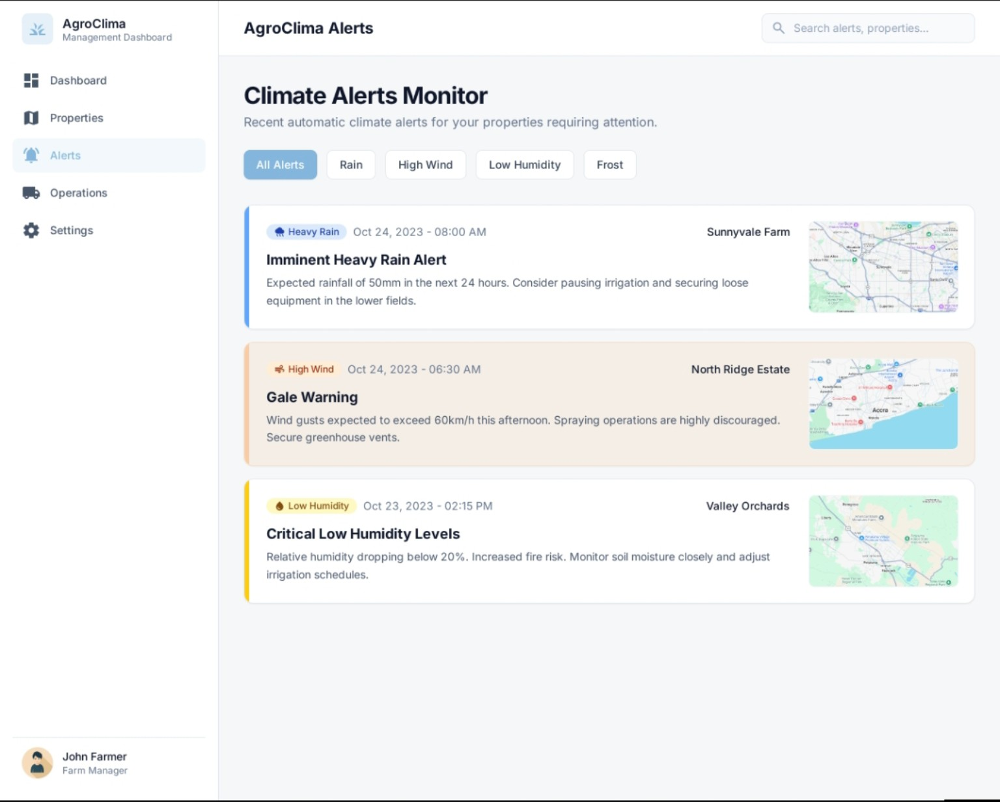 AgroClima
Management Dashboard
Dashboard
Properties
Alerts
Operations
Settings
John Farmer
Farm Manager
AgroClima Alerts
Search alerts, properties...
Climate Alerts Monitor
Recent automatic climate alerts for your properties requiring attention.
All Alerts
Rain
High Wind
Low Humidity
Frost
Heavy Rain
Oct 24, 2023 - 08:00 AM
Sunnyvale Farm
Imminent Heavy Rain Alert
Expected rainfall of 50mm in the next 24 hours. Consider pausing irrigation and securing loose
equipment in the lower fields.
High Wind
Oct 24, 2023 - 06:30 AM
North Ridge Estate
Gale Warning
Wind gusts expected to exceed 60km/h this afternoon. Spraying operations are highly discouraged.
Secure greenhouse vents.
Accra
Low Humidity
Oct 23, 2023 - 02:15 PM
Valley Orchards
Critical Low Humidity Levels
Relative humidity dropping below 20%. Increased fire risk. Monitor soil moisture closely and adjust
irrigation schedules.